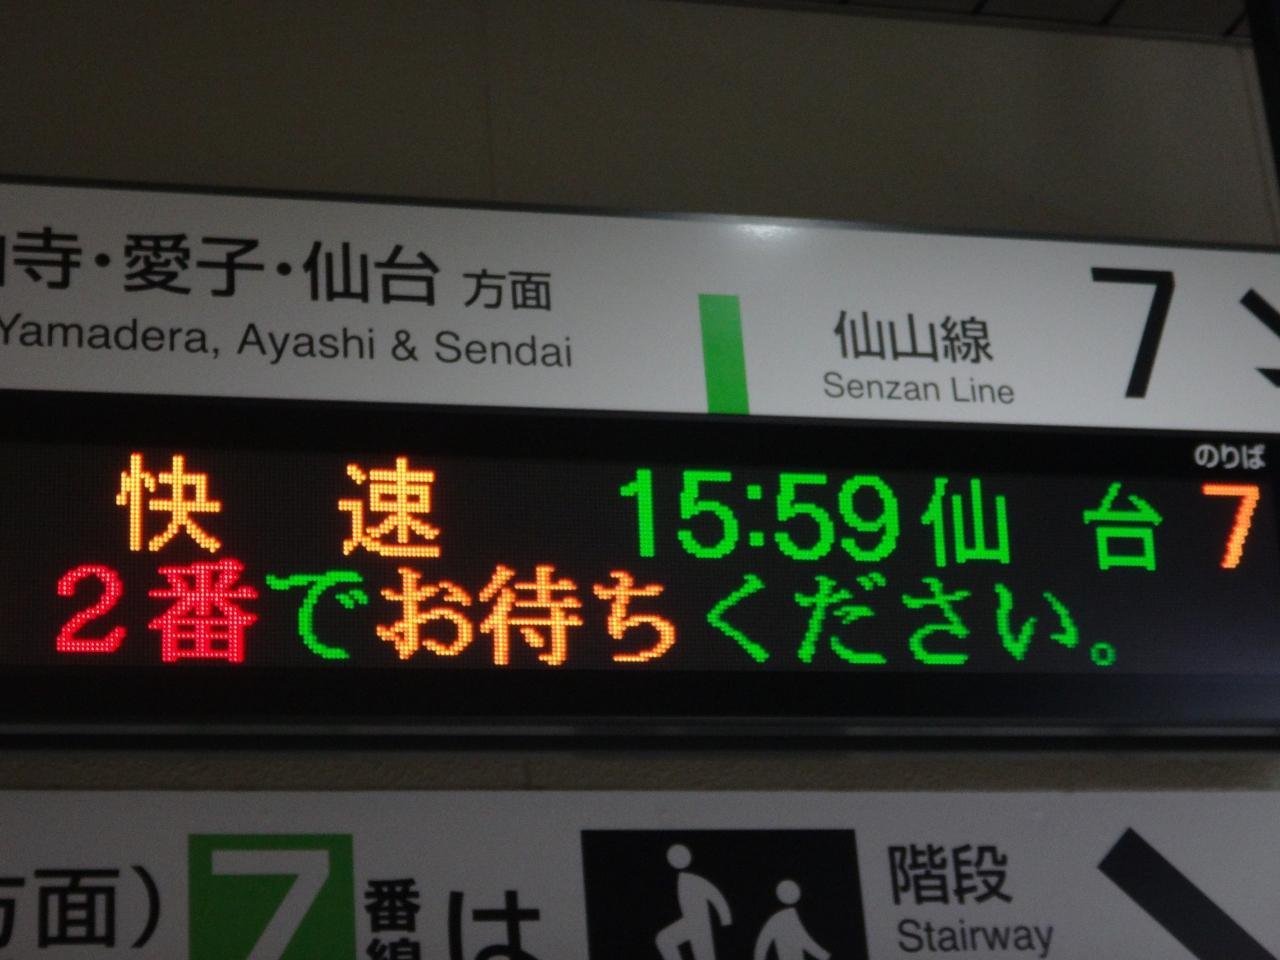 寺・愛子・仙台 方面
Yamadera, Ayashi & Sendai
仙山線
Senzan Line
7
のりば
快速 15:59 仙台 7
2番でお待ちください。
方面)
7
番線
は
階段
Stairway